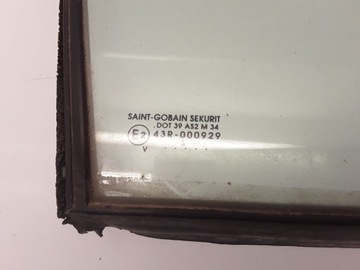 SAINT-GOBAIN SEKURIT
DOT 39 AS2 M 34
E2 43R-000929
V .....